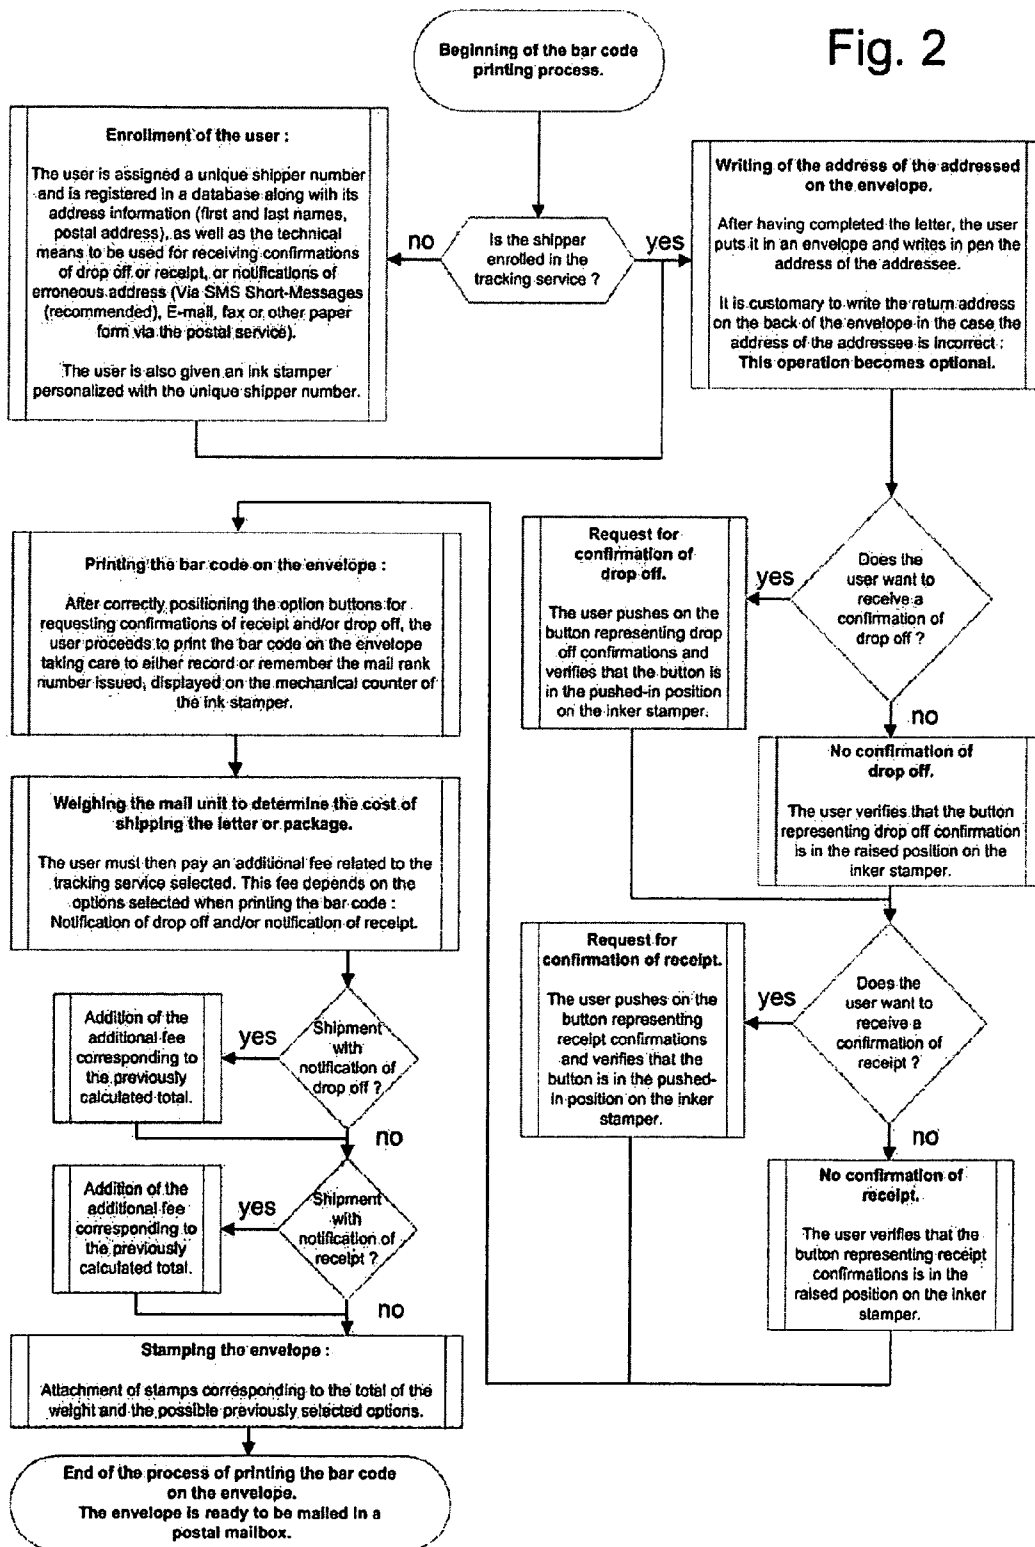 Fig. 2
Beginning of the bar code
printing process.
Enrollment of the user :
The user is assigned a unique shipper number
and is registered in a database along with its
address information (first and last names,
postal address), as well as the technical
means to be used for receiving confirmations
of drop off or receipt, or notifications of
erroneous address (Via SMS Short-Messages
(recommended), E-mail, fax or other paper
form via the postal service).
The user is also given an ink stamper
personalized with the unique shipper number.
no
Is the shipper
enrolled in the
tracking service ?
yes
Writing of the address of the addressed
on the envelope.
After having completed the letter, the user
puts it in an envelope and writes in pen the
address of the addressee.
It is customary to write the return address
on the back of the envelope in the case the
address of the addressee is incorrect :
This operation becomes optional.
Does the
user want to
receive a
confirmation of
drop off ?
yes
Request for
confirmation of
drop off.
The user pushes on the
button representing drop
off confirmations and
verifies that the button is
in the pushed-in position
on the inker stamper.
no
No confirmation of
drop off.
The user verifies that the button
representing drop off confirmation
is in the raised position on the
inker stamper.
Does the
user want to
receive a
confirmation of
receipt ?
yes
Request for
confirmation of receipt.
The user pushes on the
button representing
receipt confirmations
and verifies that the
button is in the pushed-
in position on the inker
stamper.
no
No confirmation of
receipt.
The user verifies that the
button representing receipt
confirmations is in the
raised position on the inker
stamper.
Printing the bar code on the envelope :
After correctly positioning the option buttons for
requesting confirmations of receipt and/or drop off, the
user proceeds to print the bar code on the envelope
taking care to either record or remember the mail rank
number issued, displayed on the mechanical counter of
the ink stamper.
Weighing the mail unit to determine the cost of
shipping the letter or package.
The user must then pay an additional fee related to the
tracking service selected. This fee depends on the
options selected when printing the bar code :
Notification of drop off and/or notification of receipt.
Shipment
with
notification of
drop off ?
yes
Addition of the
additional fee
corresponding to
the previously
calculated total.
no
Shipment
with
notification of
receipt ?
yes
Addition of the
additional fee
corresponding to
the previously
calculated total.
no
Stamping the envelope :
Attachment of stamps corresponding to the total of the
weight and the possible previously selected options.
End of the process of printing the bar code
on the envelope.
The envelope is ready to be mailed in a
postal mailbox.